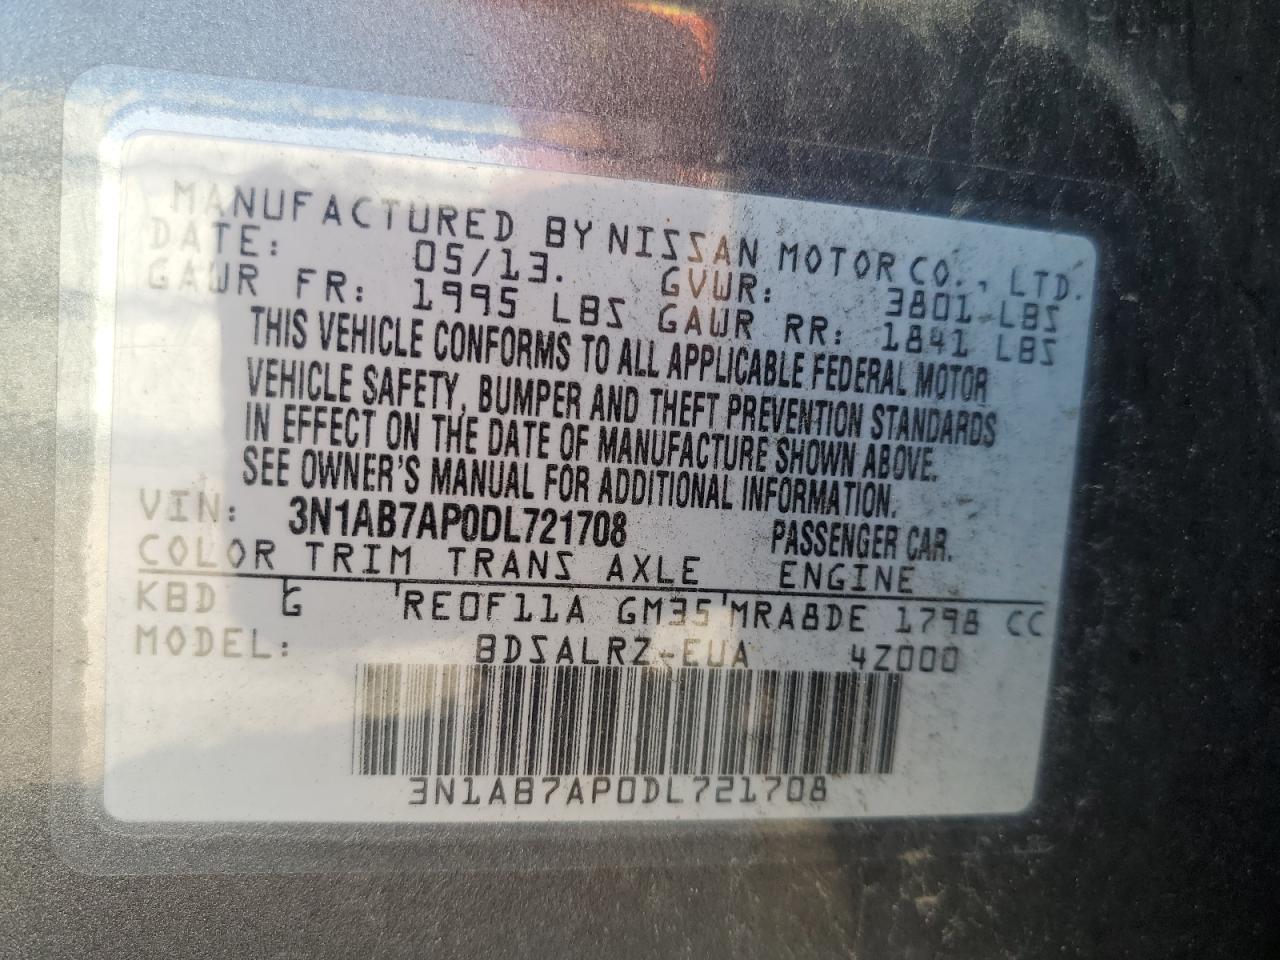 MANUFACTURED BY NISSAN MOTOR CO., LTD.
DATE: 05/13. GVWR: 3801 LBS
GAWR FR: 1995 LBS GAWR RR: 1841 LBS
THIS VEHICLE CONFORMS TO ALL APPLICABLE FEDERAL MOTOR
VEHICLE SAFETY, BUMPER AND THEFT PREVENTION STANDARDS
IN EFFECT ON THE DATE OF MANUFACTURE SHOWN ABOVE.
SEE OWNER'S MANUAL FOR ADDITIONAL INFORMATION.
VIN: 3N1AB7AP0DL721708 PASSENGER CAR.
COLOR TRIM TRANS AXLE ENGINE
KBD G 'RE0F11A GM35'MRA8DE 1798 CC
MODEL: BDSALRZ-EUA 4Z000
3N1AB7AP0DL721708